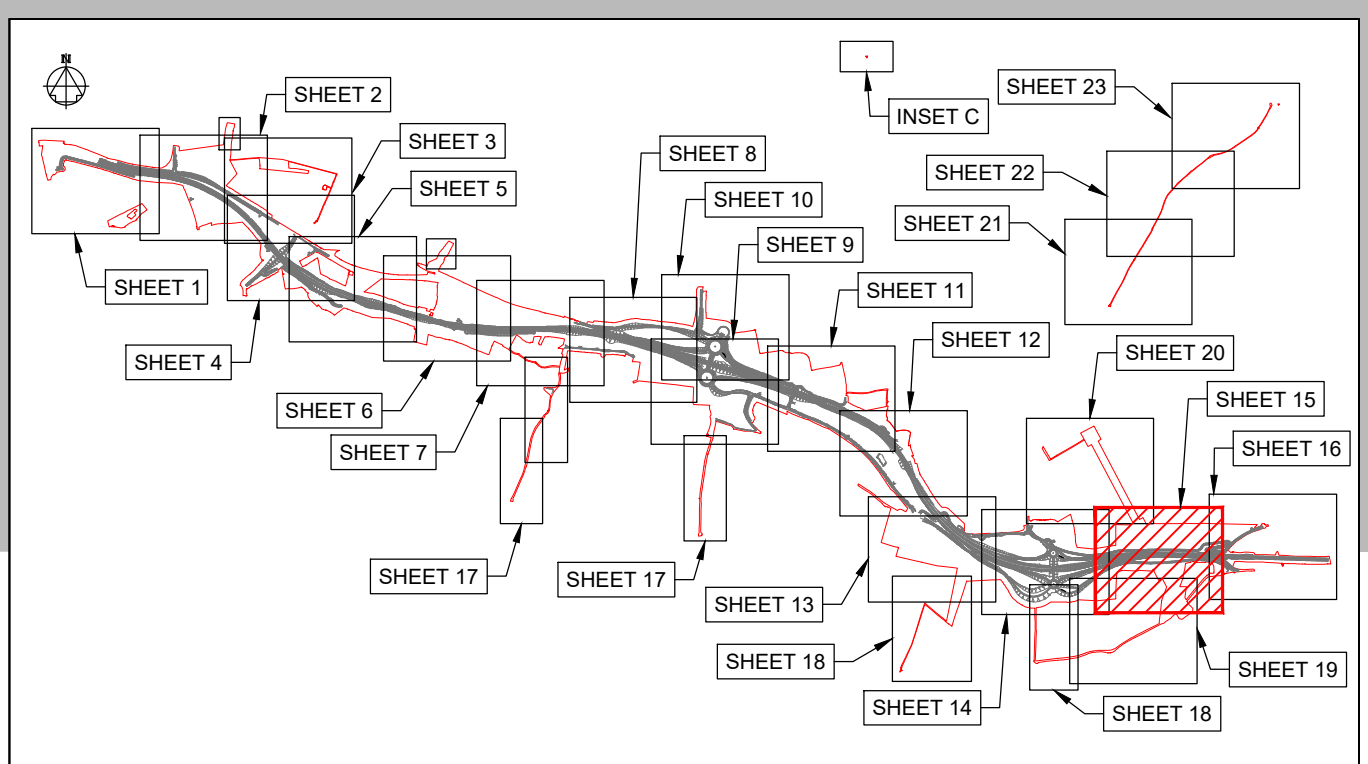 N
SHEET 2
SHEET 3
SHEET 5
SHEET 1
SHEET 4
SHEET 8
SHEET 10
SHEET 9
SHEET 11
SHEET 12
INSET C
SHEET 23
SHEET 22
SHEET 21
SHEET 20
SHEET 15
SHEET 16
SHEET 6
SHEET 7
SHEET 17
SHEET 17
SHEET 13
SHEET 18
SHEET 14
SHEET 18
SHEET 19